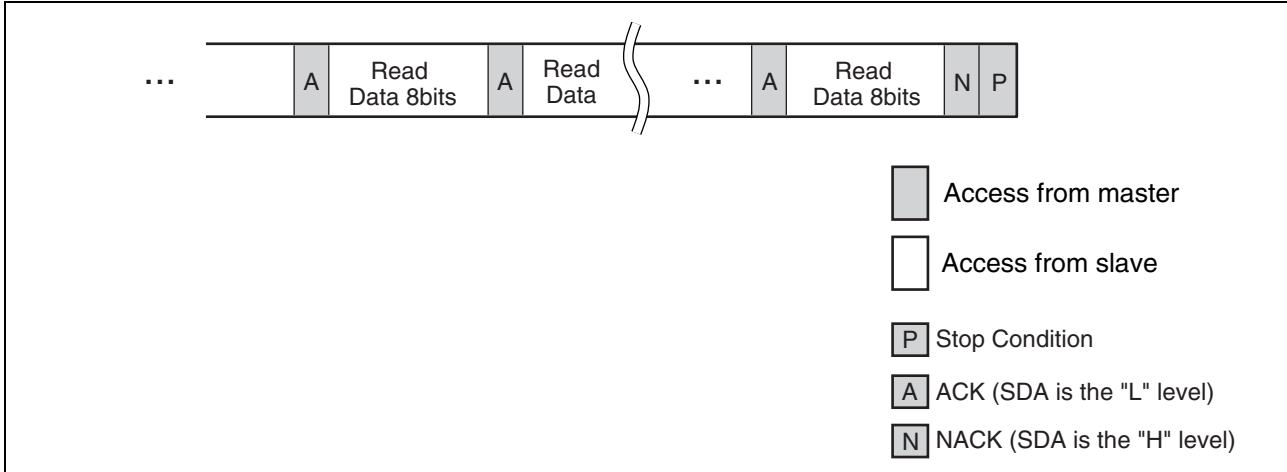 ... A Read Data 8bits A Read Data ... A Read Data 8bits N P
Access from master
Access from slave
P Stop Condition
A ACK (SDA is the "L" level)
N NACK (SDA is the "H" level)